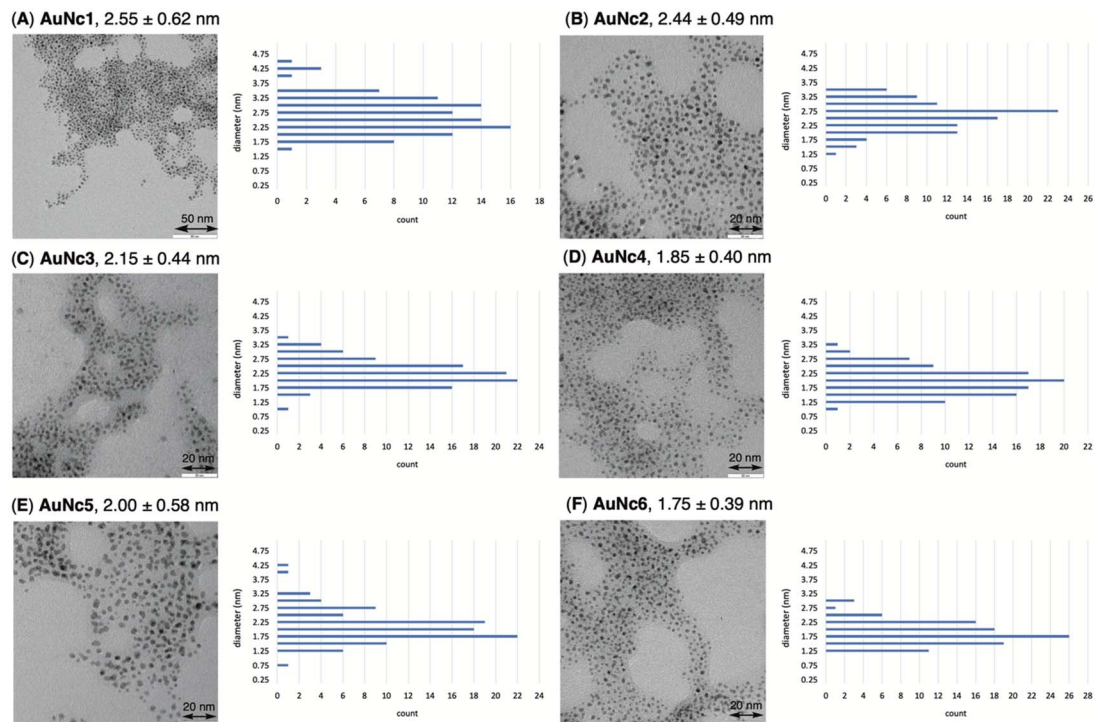 (A) AuNc1, 2.55 ± 0.62 nm
50 nm
4.75
4.25
3.75
3.25
2.75
2.25
1.75
1.25
0.75
0.25
diameter (nm)
0 2 4 6 8 10 12 14 16 18
count
(B) AuNc2, 2.44 ± 0.49 nm
20 nm
4.75
4.25
3.75
3.25
2.75
2.25
1.75
1.25
0.75
0.25
diameter (nm)
0 2 4 6 8 10 12 14 16 18 20 22 24 26
count
(C) AuNc3, 2.15 ± 0.44 nm
20 nm
4.75
4.25
3.75
3.25
2.75
2.25
1.75
1.25
0.75
0.25
diameter (nm)
0 2 4 6 8 10 12 14 16 18 20 22 24
count
(D) AuNc4, 1.85 ± 0.40 nm
20 nm
4.75
4.25
3.75
3.25
2.75
2.25
1.75
1.25
0.75
0.25
diameter (nm)
0 2 4 6 8 10 12 14 16 18 20 22
count
(E) AuNc5, 2.00 ± 0.58 nm
20 nm
4.75
4.25
3.75
3.25
2.75
2.25
1.75
1.25
0.75
0.25
diameter (nm)
0 2 4 6 8 10 12 14 16 18 20 22 24
count
(F) AuNc6, 1.75 ± 0.39 nm
20 nm
4.75
4.25
3.75
3.25
2.75
2.25
1.75
1.25
0.75
0.25
diameter (nm)
0 2 4 6 8 10 12 14 16 18 20 22 24 26 28
count